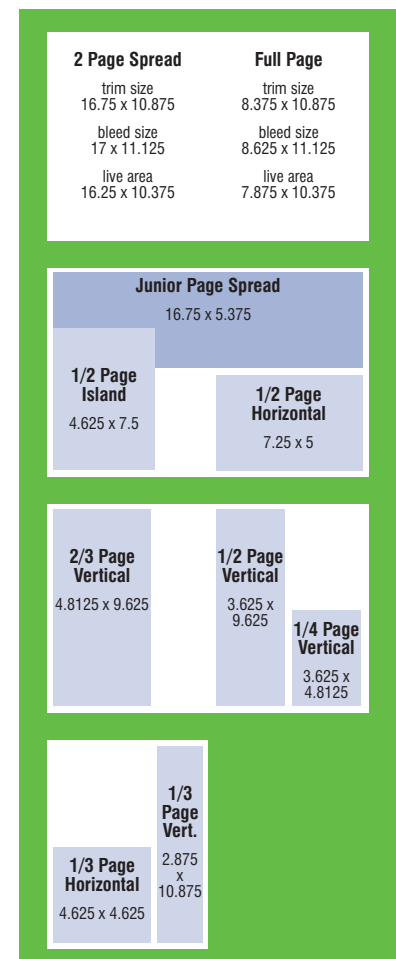 2 Page Spread
trim size
16.75 x 10.875
bleed size
17 x 11.125
live area
16.25 x 10.375
Full Page
trim size
8.375 x 10.875
bleed size
8.625 x 11.125
live area
7.875 x 10.375
Junior Page Spread
16.75 x 5.375
1/2 Page
Island
4.625 x 7.5
1/2 Page
Horizontal
7.25 x 5
2/3 Page
Vertical
4.8125 x 9.625
1/2 Page
Vertical
3.625 x
9.625
1/4 Page
Vertical
3.625 x
4.8125
1/3 Page
Horizontal
4.625 x 4.625
1/3
Page
Vert.
2.875
x
10.875